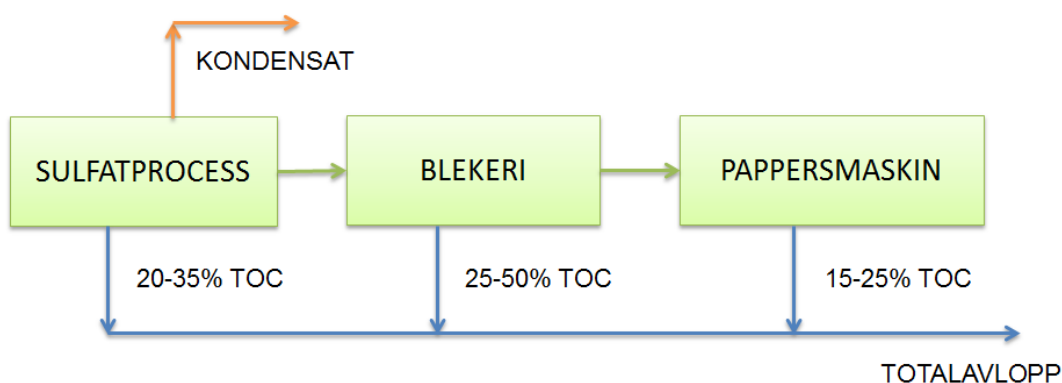 KONDENSAT
SULFATPROCESS
BLEKERI
PAPPERSMASKIN
20-35% TOC
25-50% TOC
15-25% TOC
TOTALAVLOPP